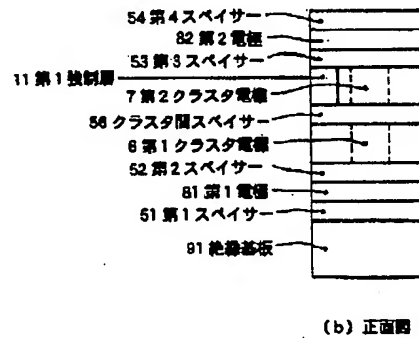 54 第4スペイサー
82 第2電極
53 第3スペイサー
11 第1強制層
7 第2クラスタ電極
56 クラスタ間スペイサー
6 第1クラスタ電極
52 第2スペイサー
81 第1電極
51 第1スペイサー
91 絶縁基板
(b) 正面図